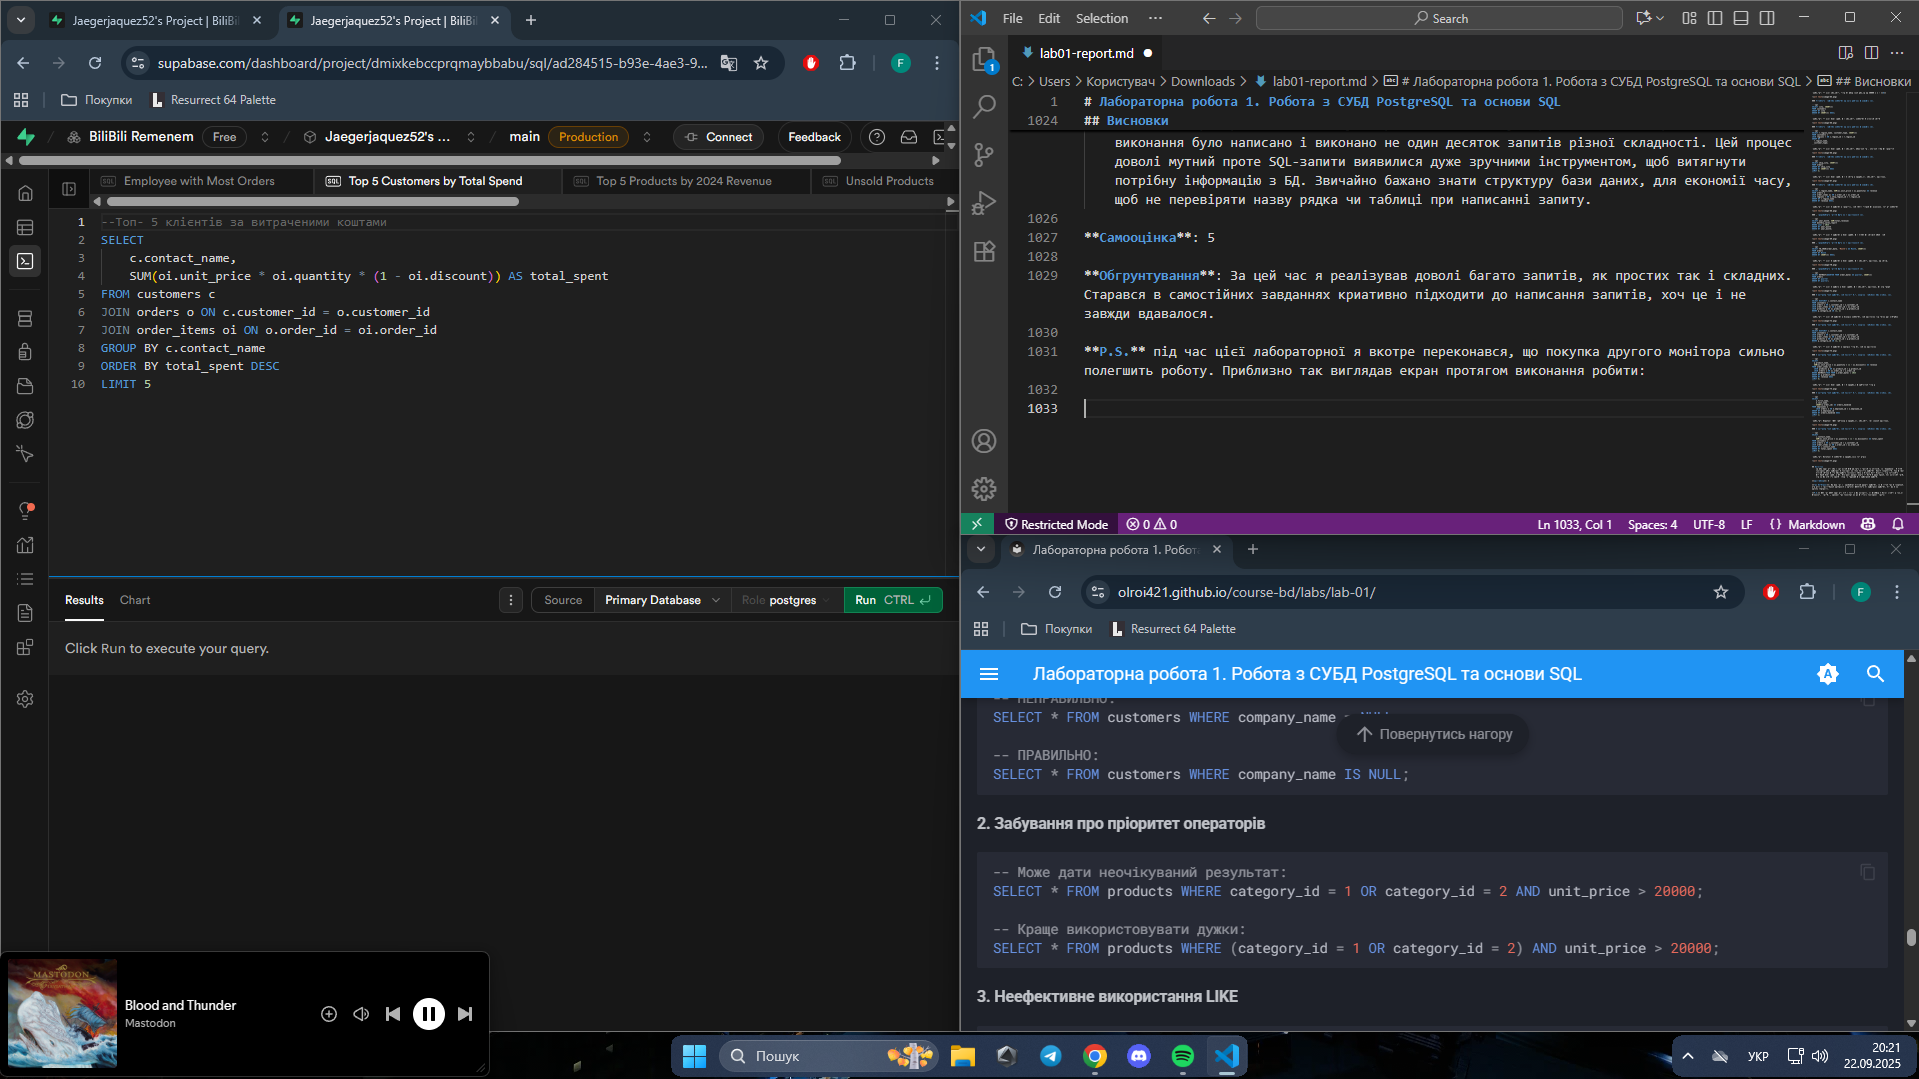 Jaegerjaquez52's Project | BiliBili
Jaegerjaquez52's Project | BiliBili
supabase.com/dashboard/project/dmixkebccprqmaybbabu/sql/ad284515-b93e-4ae3-9...
Покупки
Resurrect 64 Palette
BiliBili Remenem
Free
Jaegerjaquez52's ...
main
Production
Connect
Feedback
Employee with Most Orders
Top 5 Customers by Total Spend
Top 5 Products by 2024 Revenue
Unsold Products
1 --Топ- 5 клієнтів за витраченими коштами
2 SELECT
3 c.contact_name,
4 SUM(oi.unit_price * oi.quantity * (1 - oi.discount)) AS total_spent
5 FROM customers c
6 JOIN orders o ON c.customer_id = o.customer_id
7 JOIN order_items oi ON o.order_id = oi.order_id
8 GROUP BY c.contact_name
9 ORDER BY total_spent DESC
10 LIMIT 5
Results
Chart
Source
Primary Database
Role postgres
Run CTRL
Click Run to execute your query.
Blood and Thunder
Mastodon
File Edit Selection ···
Search
lab01-report.md
C: > Users > Користувач > Downloads > lab01-report.md > # Лабораторна робота 1. Робота з СУБД PostgreSQL та основи SQL > ## Висновки
1 # Лабораторна робота 1. Робота з СУБД PostgreSQL та основи SQL
1024 ## Висновки
виконання було написано і виконано не один десяток запитів різної складності. Цей процес
доволі мутний проте SQL-запити виявилися дуже зручними інструментом, щоб витягнути
потрібну інформацію з БД. Звичайно бажано знати структуру бази даних, для економії часу,
щоб не перевіряти назву рядка чи таблиці при написанні запиту.
1026
1027 **Самооцінка**: 5
1028
1029 **Обгрунтування**: За цей час я реалізував доволі багато запитів, як простих так і складних.
Старався в самостійних завданнях криативно підходити до написання запитів, хоч це і не
завжди вдавалося.
1030
1031 **P.S.** під час цієї лабораторної я вкотре переконався, що покупка другого монітора сильно
полегшить роботу. Приблизно так виглядав екран протягом виконання робити:
1032
1033
Restricted Mode
0 0
Ln 1033, Col 1
Spaces: 4
UTF-8
LF
{ } Markdown
Лабораторна робота 1. Робот
olroi421.github.io/course-bd/labs/lab-01/
Покупки
Resurrect 64 Palette
Лабораторна робота 1. Робота з СУБД PostgreSQL та основи SQL
-- НЕПРАВИЛЬНО:
SELECT * FROM customers WHERE company_name = NULL
Повернутись нагору
-- ПРАВИЛЬНО:
SELECT * FROM customers WHERE company_name IS NULL;
2. Забування про пріоритет операторів
-- Може дати неочікуваний результат:
SELECT * FROM products WHERE category_id = 1 OR category_id = 2 AND unit_price > 20000;
-- Краще використовувати дужки:
SELECT * FROM products WHERE (category_id = 1 OR category_id = 2) AND unit_price > 20000;
3. Неефективне використання LIKE
Пошук
УКР
20:21
22.09.2025